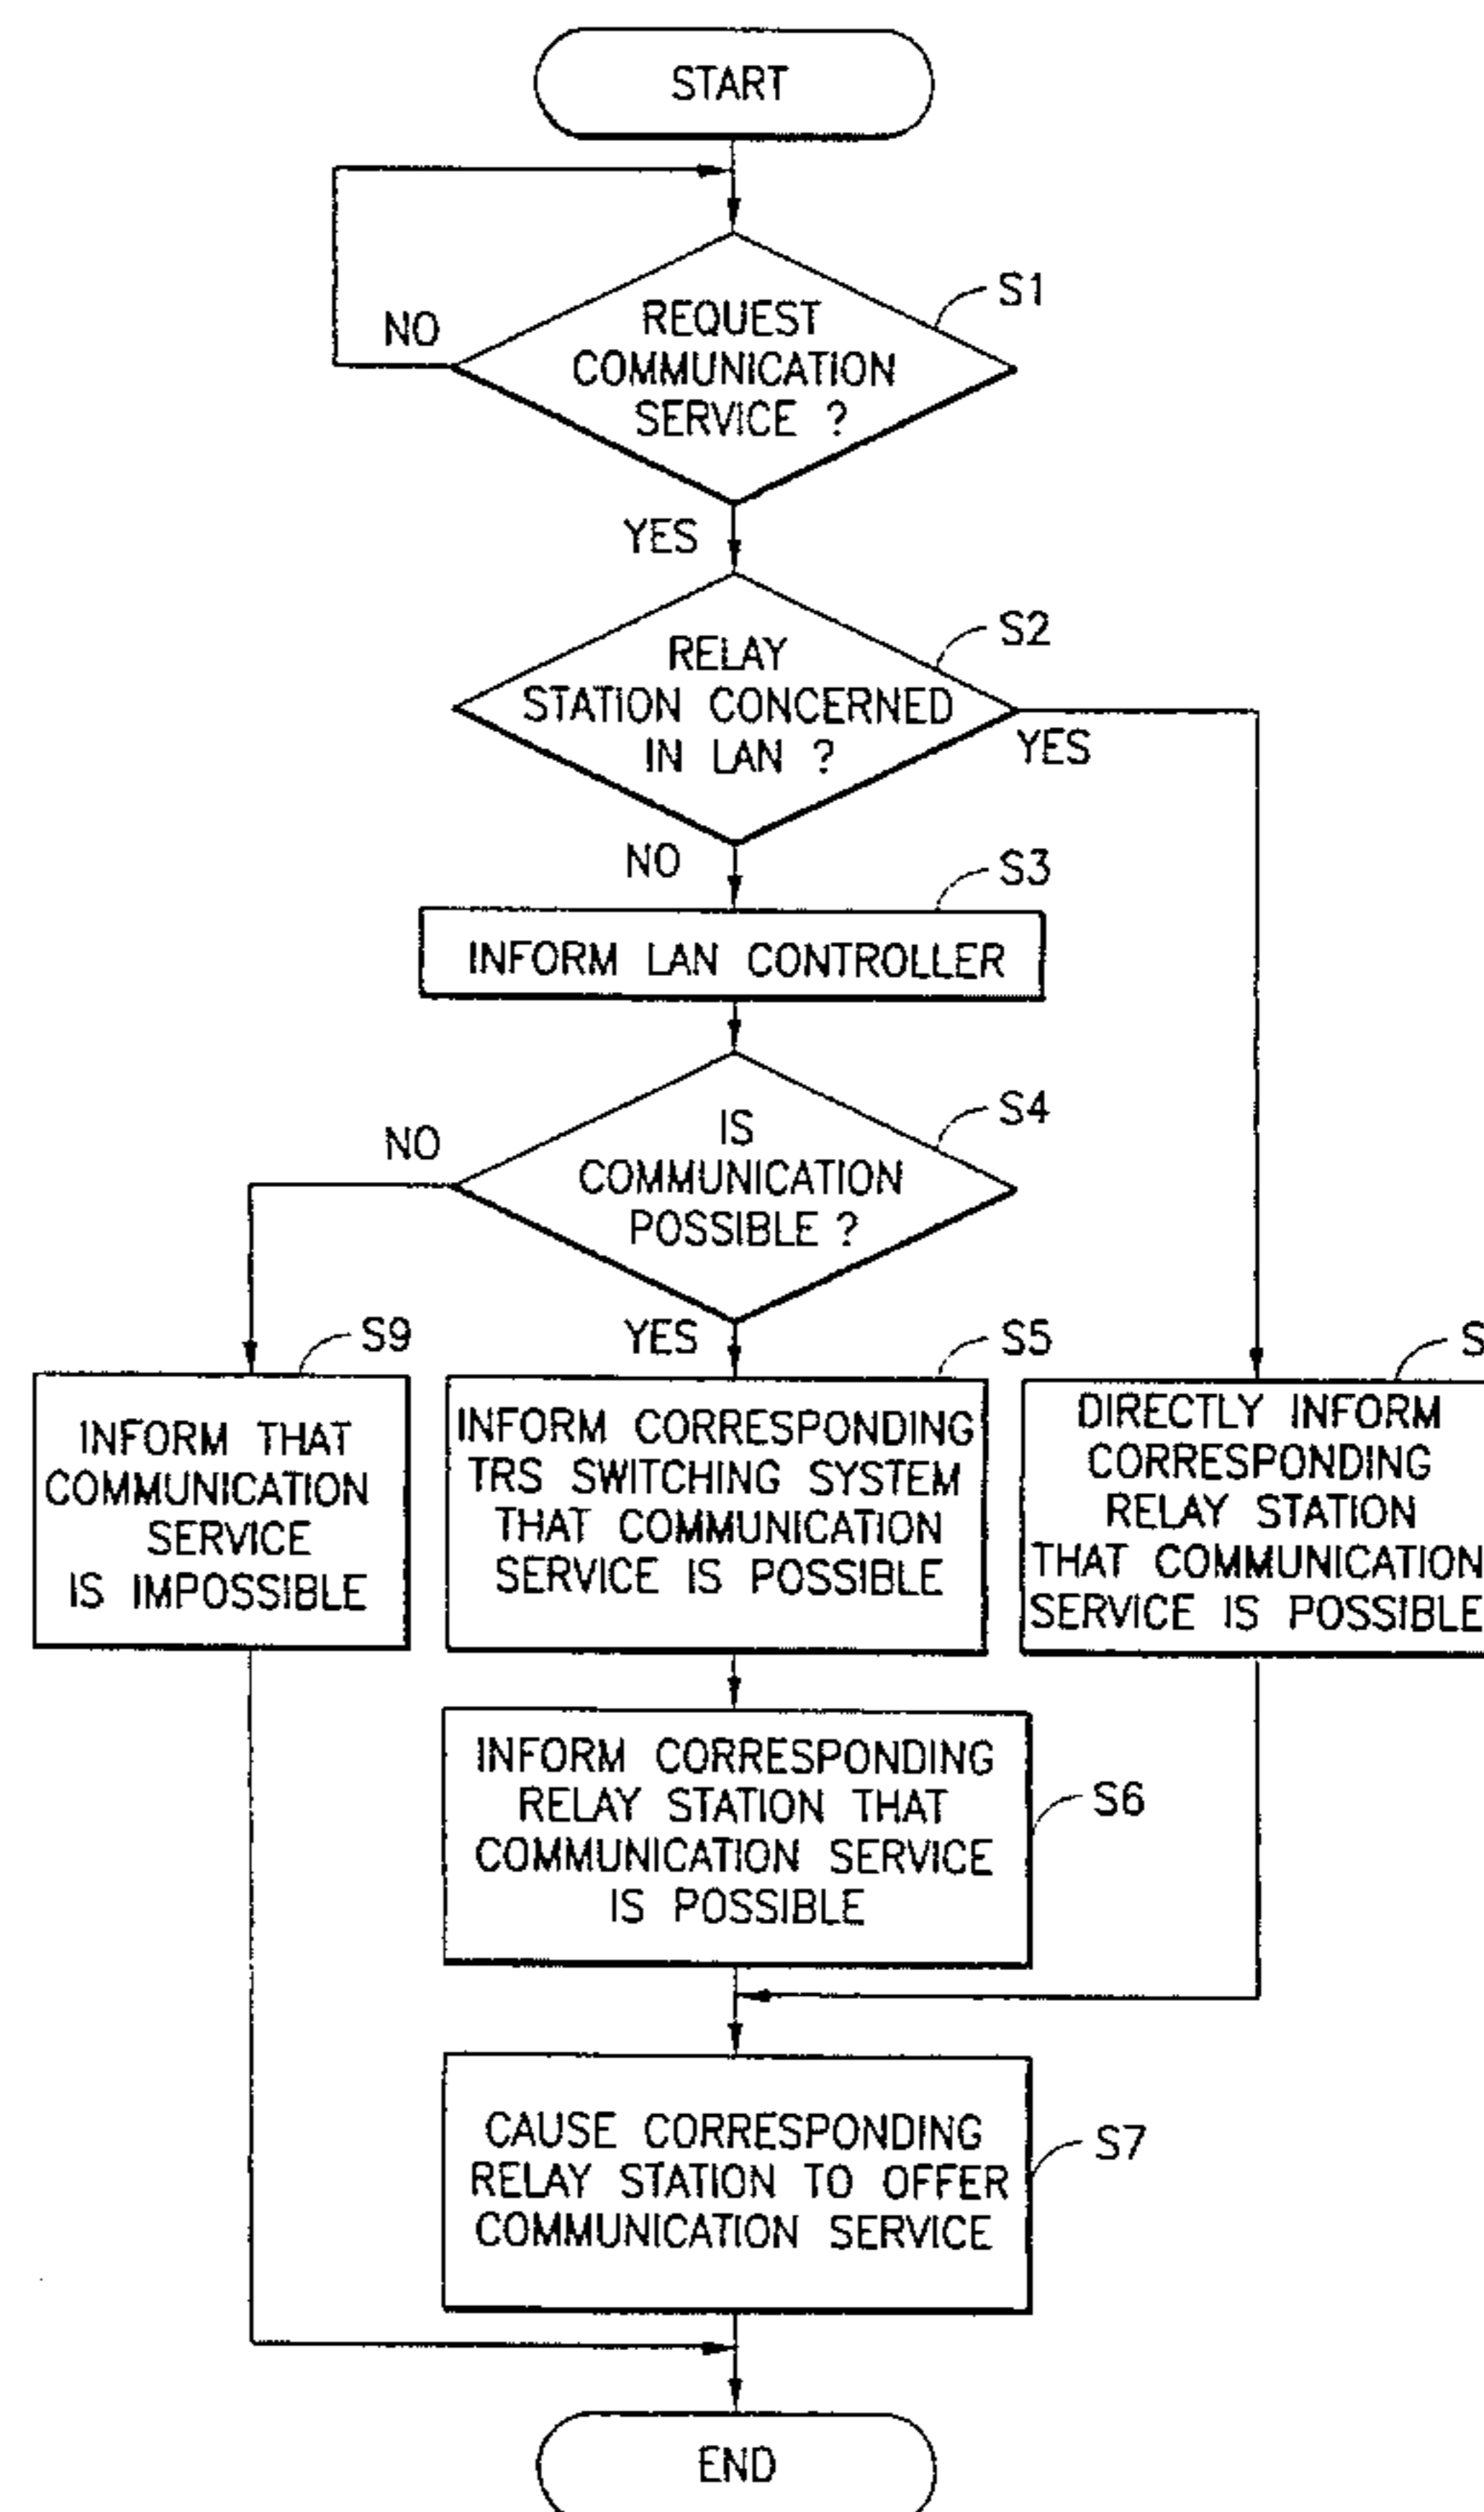 START
S1
NO
REQUEST
COMMUNICATION
SERVICE ?
YES
S2
RELAY
STATION CONCERNED
IN LAN ?
YES
NO
S3
INFORM LAN CONTROLLER
S4
NO
IS
COMMUNICATION
POSSIBLE ?
YES
S9
INFORM THAT
COMMUNICATION
SERVICE
IS IMPOSSIBLE
S5
INFORM CORRESPONDING
TRS SWITCHING SYSTEM
THAT COMMUNICATION
SERVICE IS POSSIBLE
DIRECTLY INFORM
CORRESPONDING
RELAY STATION
THAT COMMUNICATION
SERVICE IS POSSIBLE
INFORM CORRESPONDING
RELAY STATION THAT
COMMUNICATION SERVICE
IS POSSIBLE
S6
CAUSE CORRESPONDING
RELAY STATION TO OFFER
COMMUNICATION SERVICE
S7
END